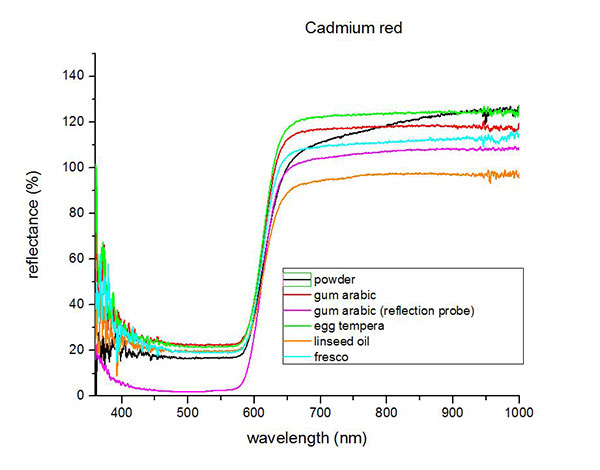 Cadmium red
140
120
100
80
60
40
20
0
reflectance (%)
powder
gum arabic
gum arabic (reflection probe)
egg tempera
linseed oil
fresco
400 500 600 700 800 900 1000
wavelength (nm)